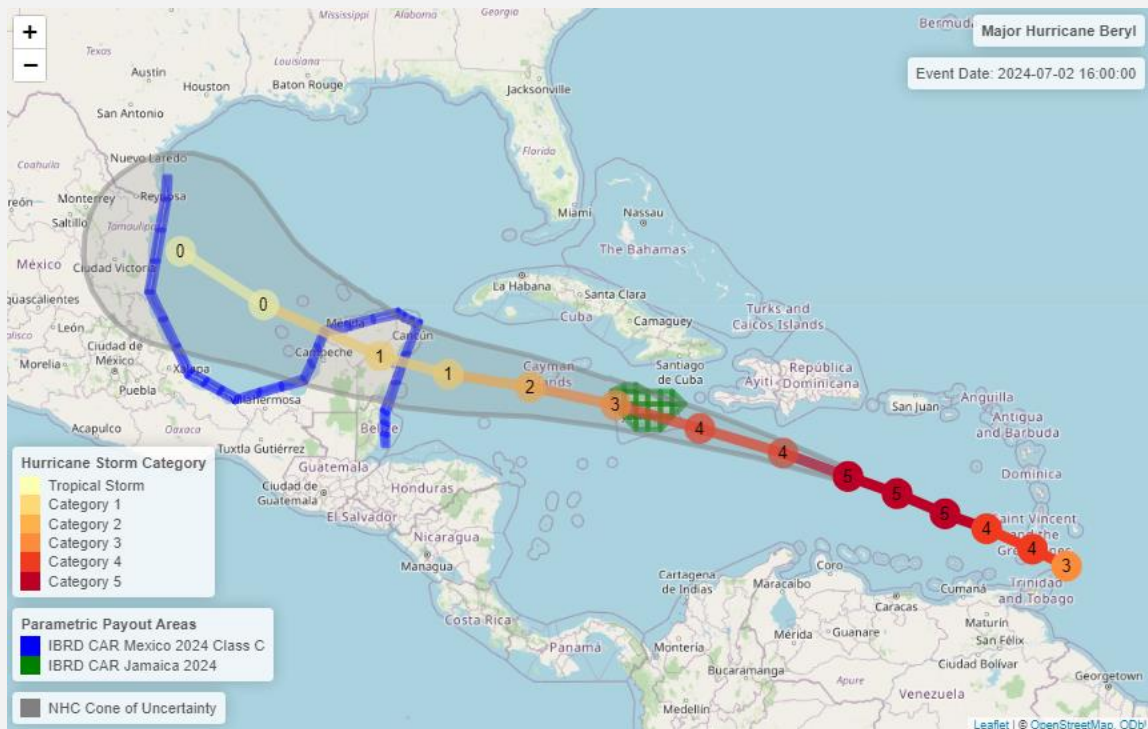 +
−
Major Hurricane Beryl
Event Date: 2024-07-02 16:00:00
Mississippi
Alabama
Georgia
Bermuda
Texas
Louisiana
Austin
Houston
Baton Rouge
Jacksonville
San Antonio
Florida
Coahuila
Nuevo Laredo
Monterrey
Reynosa
Saltillo
Tamaulipas
Miami
Nassau
The Bahamas
México
Ciudad Victoria
La Habana
Santa Clara
Cuba
Camaguey
Turks and
Caicos Islands
León
Mérida
Cancún
Campeche
Ciudad de
México
Morelia
Xalapa
Puebla
Cayman
Santiago
de Cuba
Ayiti
República
Dominicana
San Juan
Anguilla
Antigua
and Barbuda
Acapulco
Oaxaca
Villahermosa
Belize
Tuxtla Gutiérrez
Dominica
Guatemala
Ciudad de
Guatemala
Honduras
El Salvador
Nicaragua
Managua
Saint Vincent
and the
Trinidad
and Tobago
Cartagena
de Indias
Maracaibo
Coro
Caracas
Cumaná
Maturín
Costa Rica
Panamá
Montería
Mérida
Guanare
San Félix
Bucaramanga
Apure
Ciudad Bolívar
Georgetown
Medellín
Venezuela
0
0
1
1
2
3
4
4
5
5
5
4
4
3
Hurricane Storm Category
Tropical Storm
Category 1
Category 2
Category 3
Category 4
Category 5
Parametric Payout Areas
IBRD CAR Mexico 2024 Class C
IBRD CAR Jamaica 2024
NHC Cone of Uncertainty
Leaflet | © OpenStreetMap, ODbl